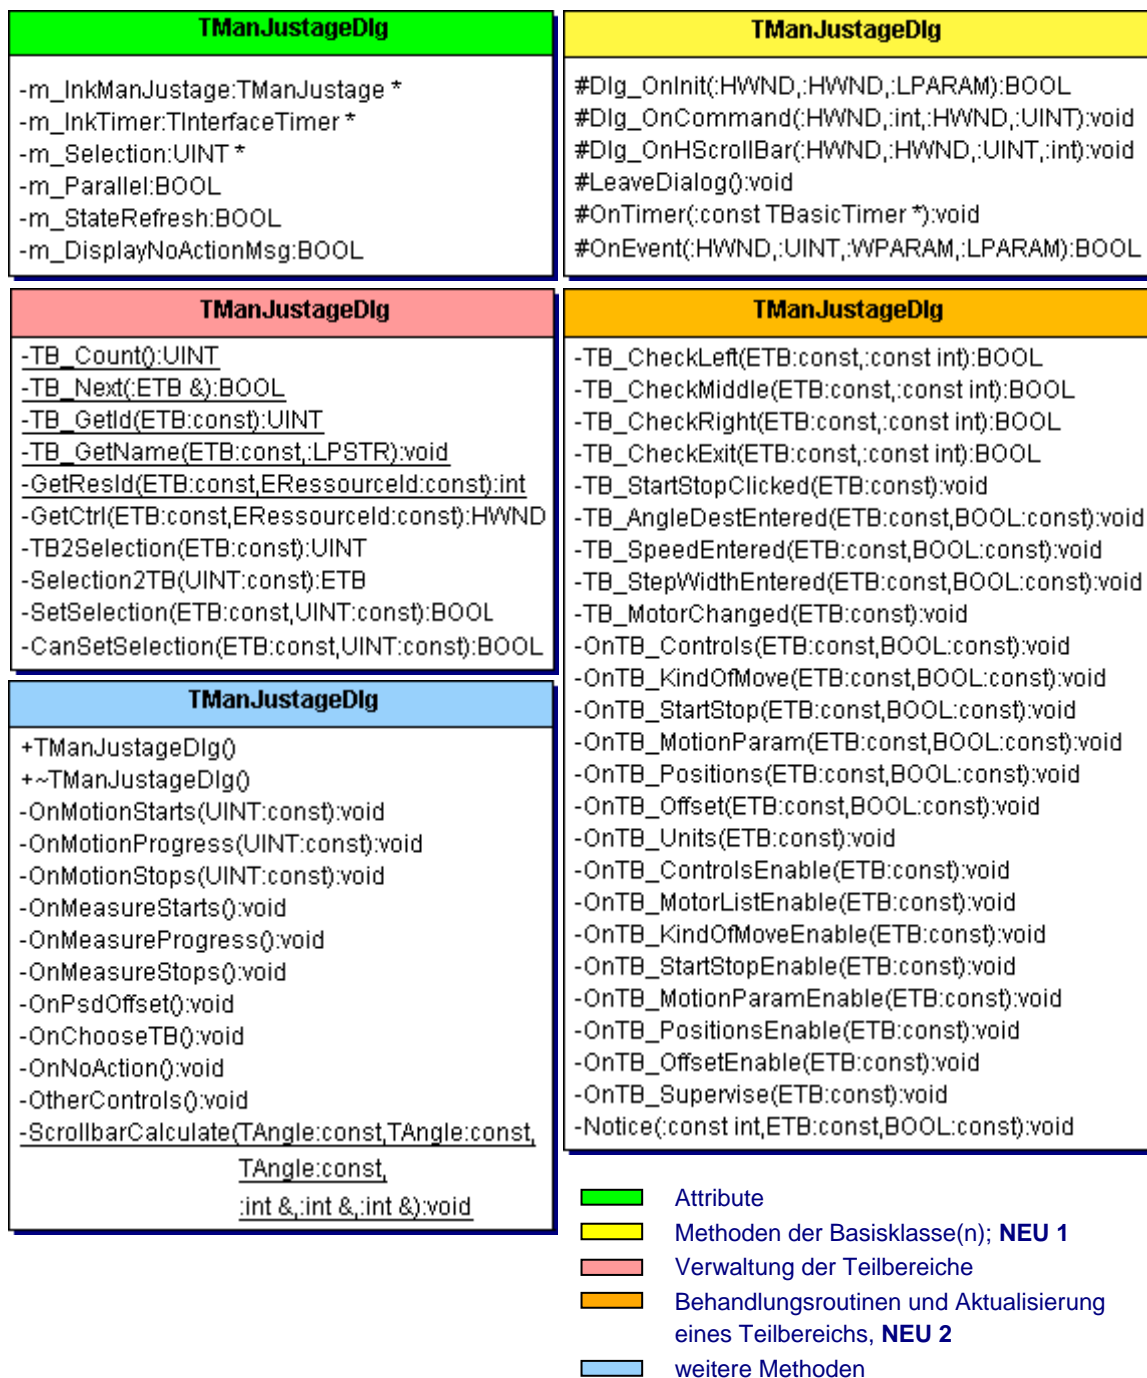 TManJustageDlg
-m_lnkManJustage:TManJustage *
-m_lnkTimer:TInterfaceTimer *
-m_Selection:UINT *
-m_Parallel:BOOL
-m_StateRefresh:BOOL
-m_DisplayNoActionMsg:BOOL
TManJustageDlg
#Dlg_OnInit(:HWND,:HWND,:LPARAM):BOOL
#Dlg_OnCommand(:HWND,:int,:HWND,:UINT):void
#Dlg_OnHScrollBar(:HWND,:HWND,:UINT,:int):void
#LeaveDialog():void
#OnTimer(:const TBasicTimer *):void
#OnEvent(:HWND,:UINT,:WPARAM,:LPARAM):BOOL
TManJustageDlg
-TB_Count():UINT
-TB_Next(:ETB &):BOOL
-TB_GetId(ETB:const):UINT
-TB_GetName(ETB:const,:LPSTR):void
-GetResId(ETB:const,ERessourceId:const):int
-GetCtrl(ETB:const,ERessourceId:const):HWND
-TB2Selection(ETB:const):UINT
-Selection2TB(UINT:const):ETB
-SetSelection(ETB:const,UINT:const):BOOL
-CanSetSelection(ETB:const,UINT:const):BOOL
TManJustageDlg
-TB_CheckLeft(ETB:const,:const int):BOOL
-TB_CheckMiddle(ETB:const,:const int):BOOL
-TB_CheckRight(ETB:const,:const int):BOOL
-TB_CheckExit(ETB:const,:const int):BOOL
-TB_StartStopClicked(ETB:const):void
-TB_AngleDestEntered(ETB:const,BOOL:const):void
-TB_SpeedEntered(ETB:const,BOOL:const):void
-TB_StepWidthEntered(ETB:const,BOOL:const):void
-TB_MotorChanged(ETB:const):void
-OnTB_Controls(ETB:const,BOOL:const):void
-OnTB_KindOfMove(ETB:const,BOOL:const):void
-OnTB_StartStop(ETB:const,BOOL:const):void
-OnTB_MotionParam(ETB:const,BOOL:const):void
-OnTB_Positions(ETB:const,BOOL:const):void
-OnTB_Offset(ETB:const,BOOL:const):void
-OnTB_Units(ETB:const):void
-OnTB_ControlsEnable(ETB:const):void
-OnTB_MotorListEnable(ETB:const):void
-OnTB_KindOfMoveEnable(ETB:const):void
-OnTB_StartStopEnable(ETB:const):void
-OnTB_MotionParamEnable(ETB:const):void
-OnTB_PositionsEnable(ETB:const):void
-OnTB_OffsetEnable(ETB:const):void
-OnTB_Supervise(ETB:const):void
-Notice(:const int,ETB:const,BOOL:const):void
TManJustageDlg
+TManJustageDlg()
+~TManJustageDlg()
-OnMotionStarts(UINT:const):void
-OnMotionProgress(UINT:const):void
-OnMotionStops(UINT:const):void
-OnMeasureStarts():void
-OnMeasureProgress():void
-OnMeasureStops():void
-OnPsdOffset():void
-OnChooseTB():void
-OnNoAction():void
-OtherControls():void
-ScrollbarCalculate(TAngle:const,TAngle:const,
TAngle:const,
:int &,:int &,:int &):void
Attribute
Methoden der Basisklasse(n); NEU 1
Verwaltung der Teilbereiche
Behandlungsroutinen und Aktualisierung
eines Teilbereichs, NEU 2
weitere Methoden